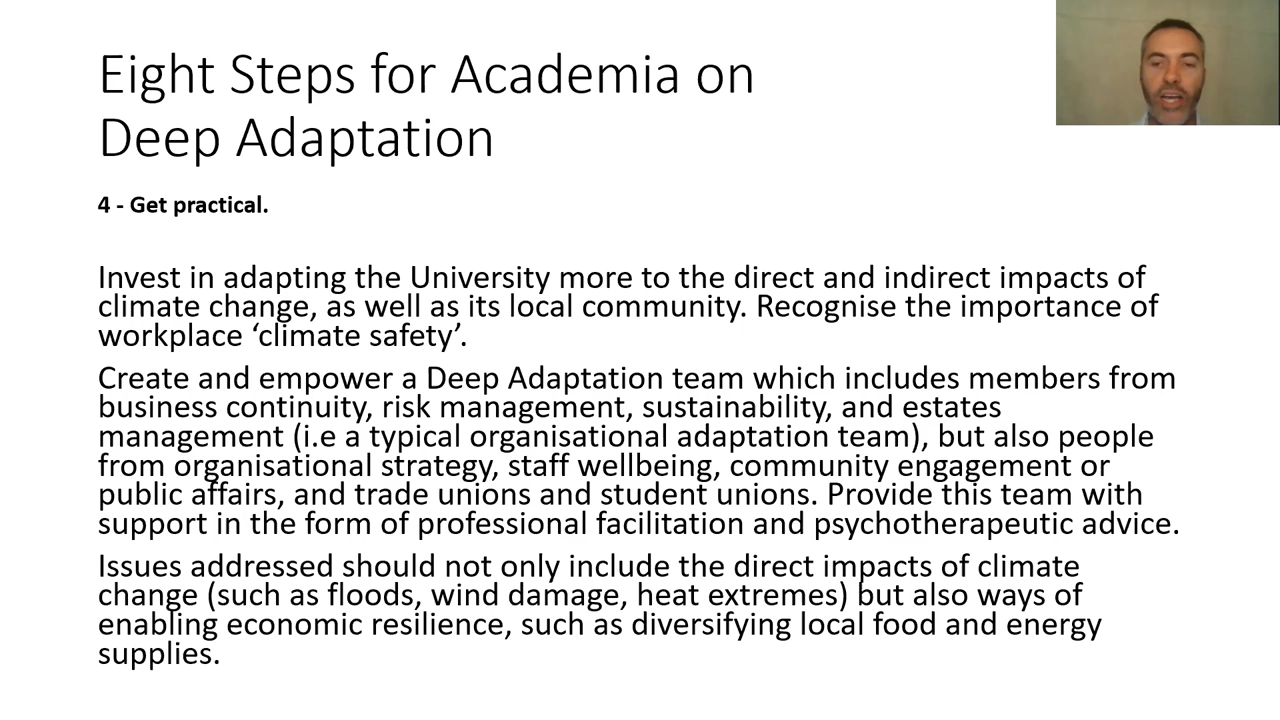 Eight Steps for Academia on
Deep Adaptation
4 - Get practical.
Invest in adapting the University more to the direct and indirect impacts of
climate change, as well as its local community. Recognise the importance of
workplace ‘climate safety’.
Create and empower a Deep Adaptation team which includes members from
business continuity, risk management, sustainability, and estates
management (i.e a typical organisational adaptation team), but also people
from organisational strategy, staff wellbeing, community engagement or
public affairs, and trade unions and student unions. Provide this team with
support in the form of professional facilitation and psychotherapeutic advice.
Issues addressed should not only include the direct impacts of climate
change (such as floods, wind damage, heat extremes) but also ways of
enabling economic resilience, such as diversifying local food and energy
supplies.